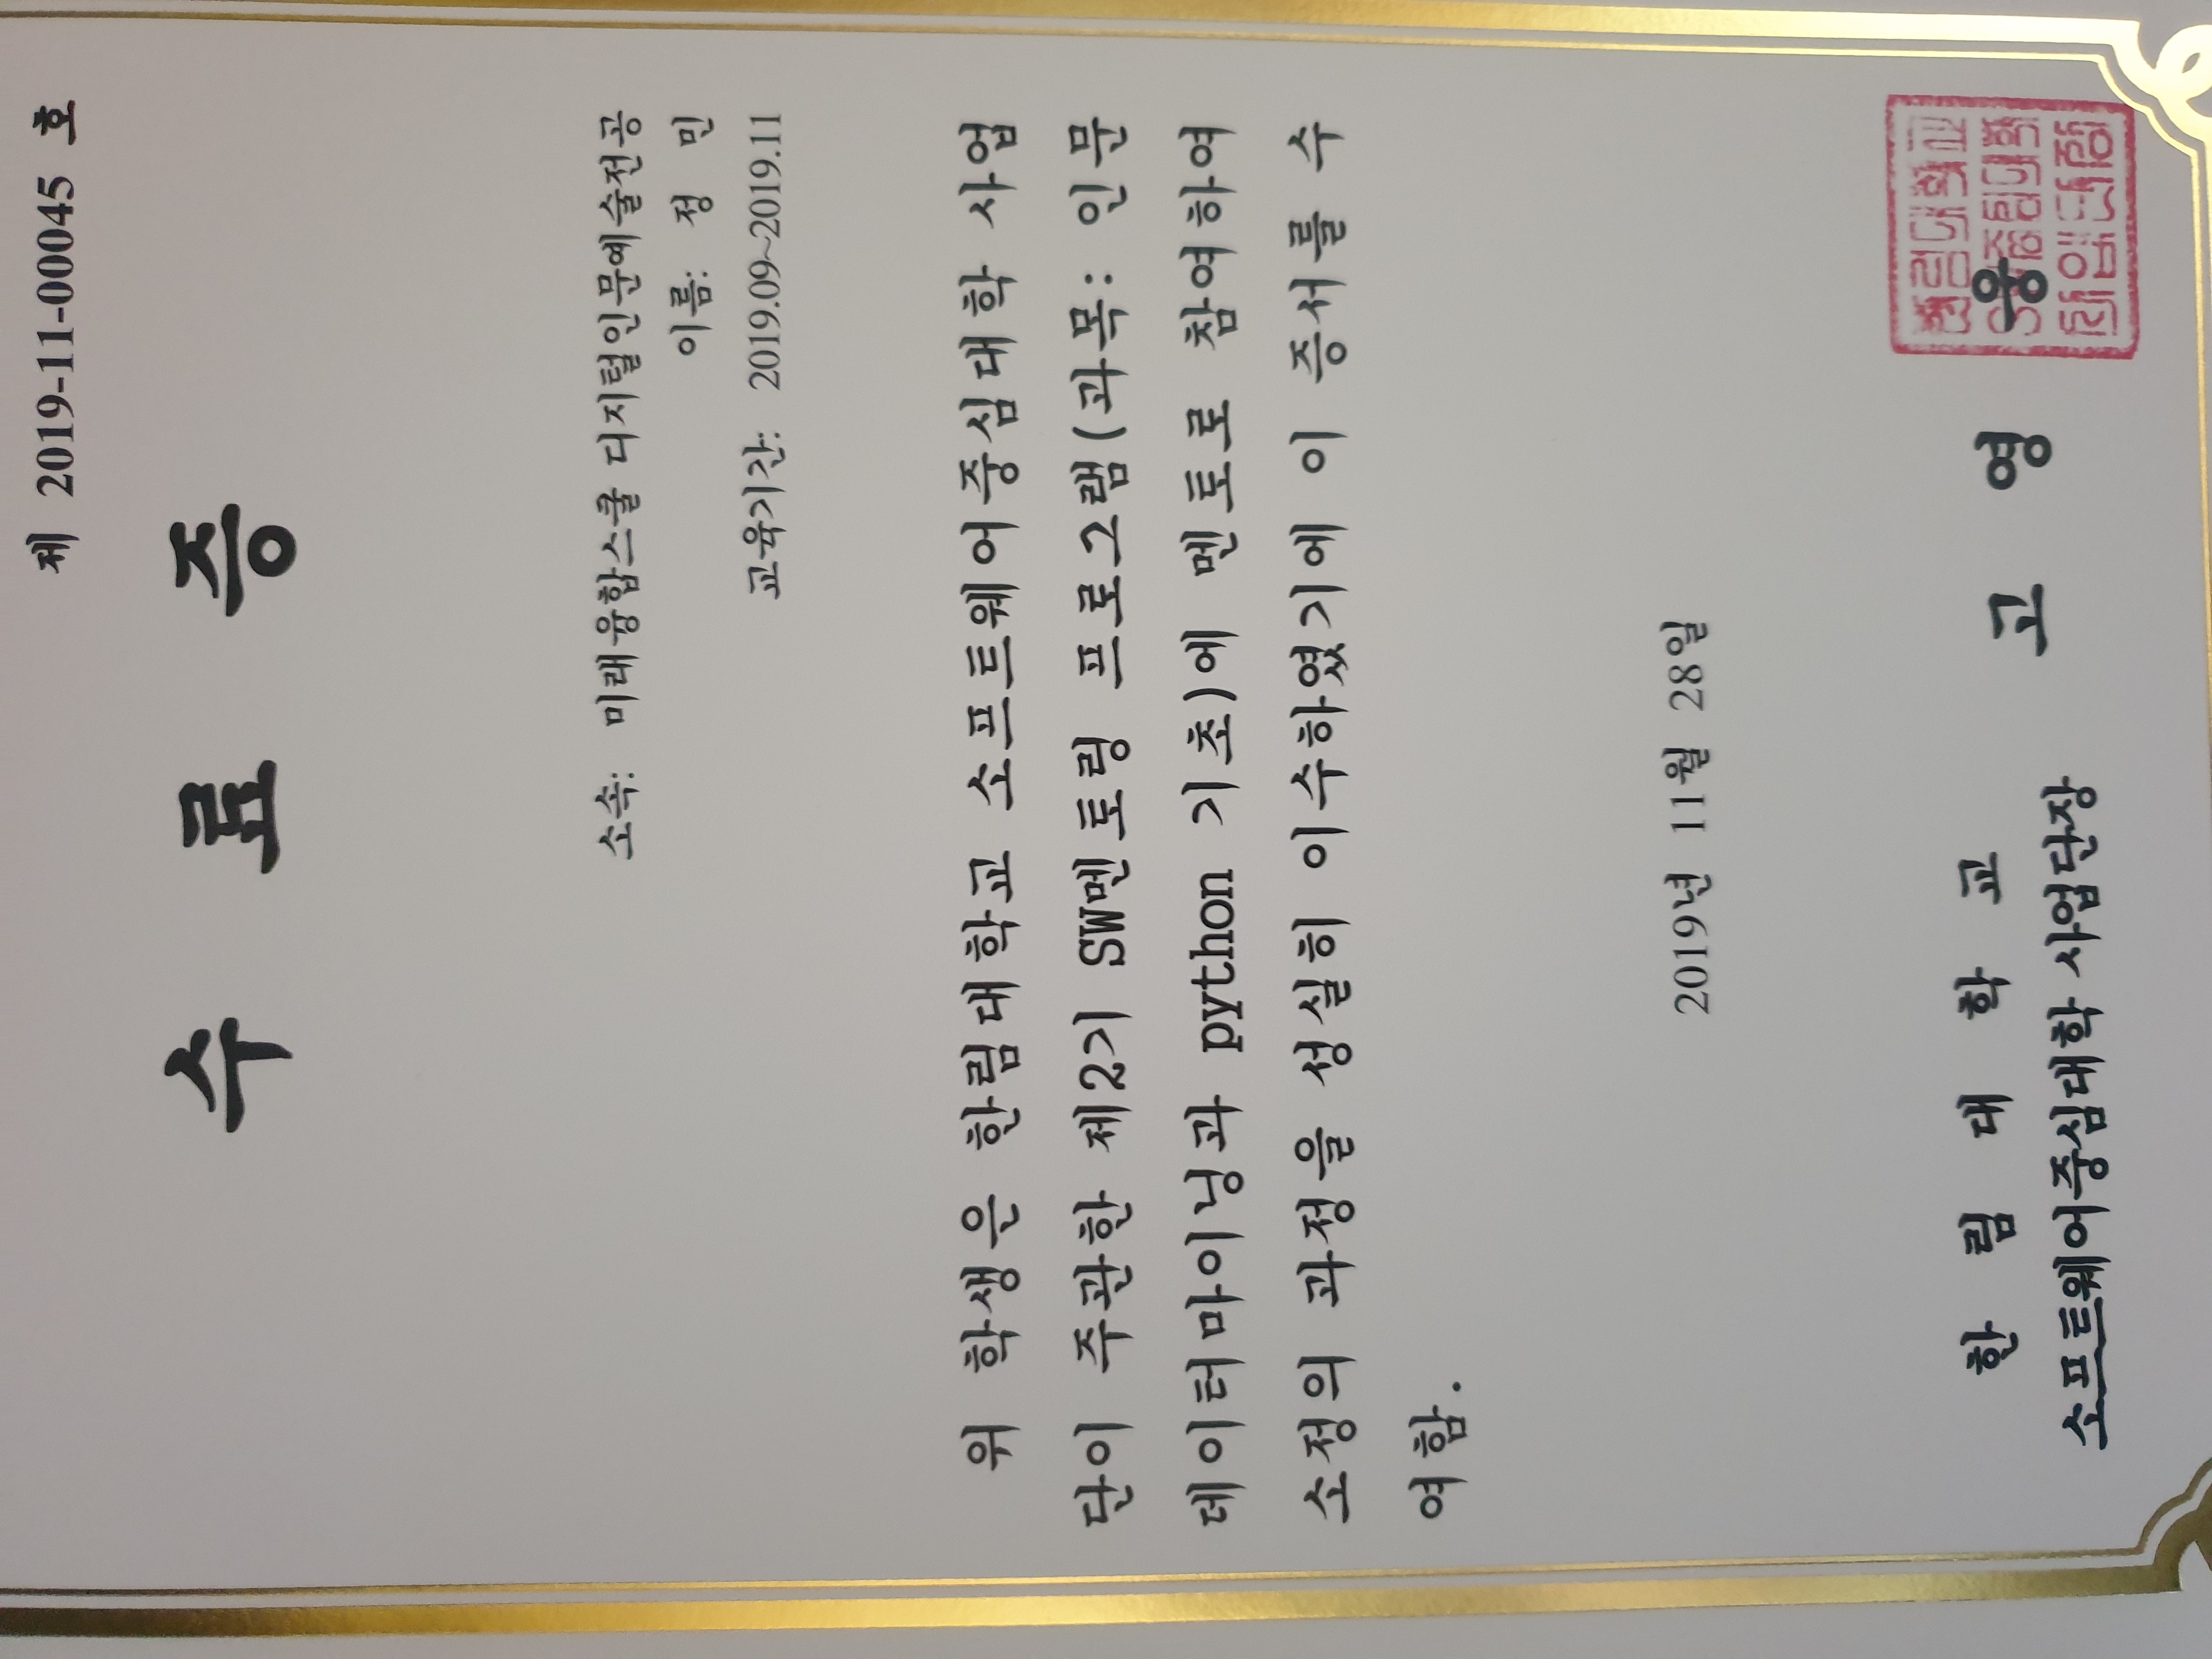 제 2019-11-00045 호
수 료 증
소속: 미래융합스쿨 디지털인문예술전공
이름: 정 민
교육기간: 2019.09~2019.11
위 학생은 한림대학교 소프트웨어중심대학 사업
단이 주관한 제2기 SW멘토링 프로그램(과목: 인문
데이터마이닝과 python 기초)에 멘토로 참여하여
소정의 과정을 성실히 이수하였기에 이 증서를 수
여함.
2019년 11월 28일
한 림 대 학 교
소프트웨어중심대학 사업단장
고 영 웅
한림대학교
SW중심대학
사업단장